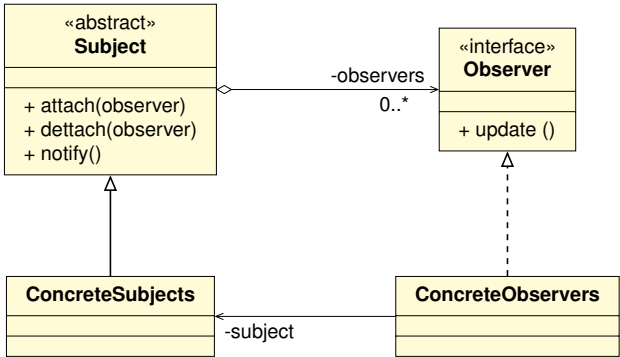 «abstract»
Subject
+ attach(observer)
+ dettach(observer)
+ notify()
-observers
0..*
«interface»
Observer
+ update ()
ConcreteSubjects
-subject
ConcreteObservers